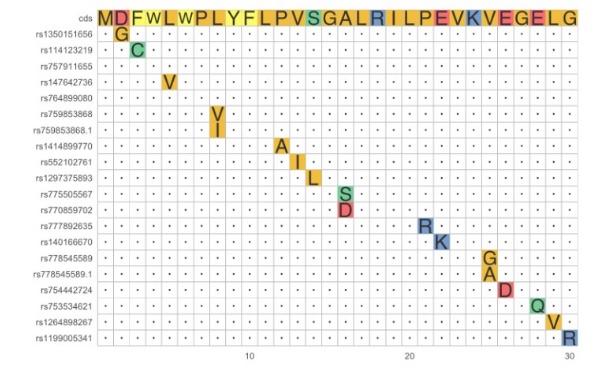 cds MDFWLWPLYFLPVSGALRILPEVKVEGELG
rs1350151656 G
rs114123219 C
rs757911655
rs147642736 V
rs764899080
rs759853868 V
rs759853868.1 I
rs1414899770 A
rs552102761 I
rs1297375893 L
rs775505567 S
rs770859702 D
rs777892635 R
rs140166670 K
rs778545589 G
rs778545589.1 A
rs754442724 D
rs753534621 Q
rs1264898267 V
rs1199005341 R
10 20 30